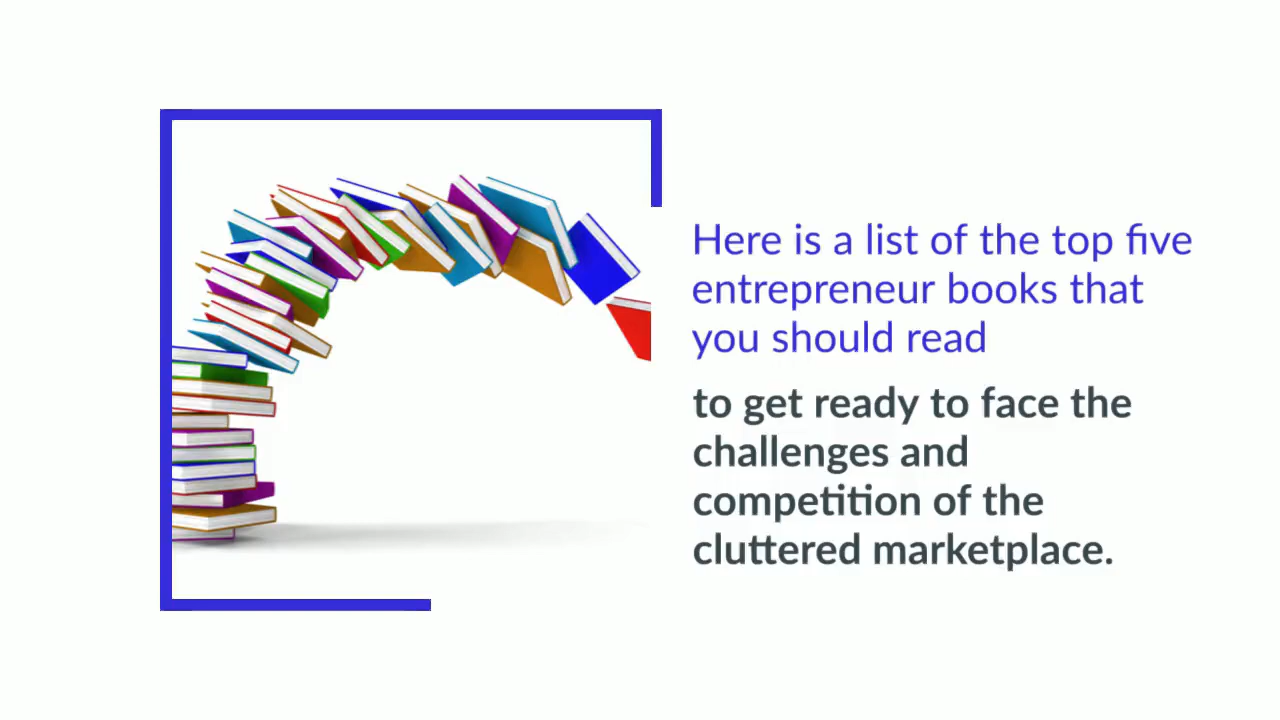 Here is a list of the top five
entrepreneur books that
you should read
to get ready to face the
challenges and
competition of the
cluttered marketplace.